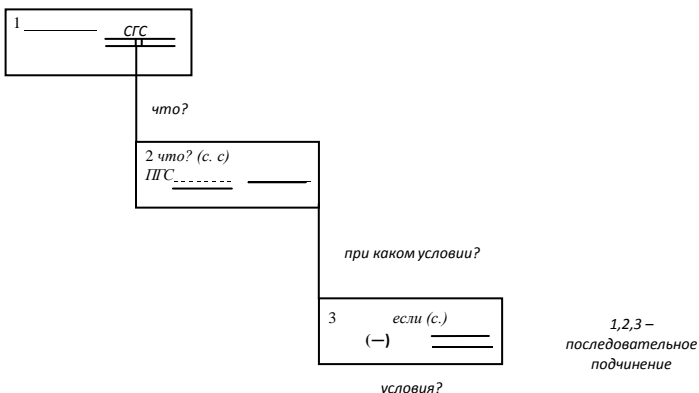 1 СГС
что?
2 что? (с. с)
ПГС
при каком условии?
3 если (с.)
(—)
1,2,3 –
последовательное
подчинение
условия?